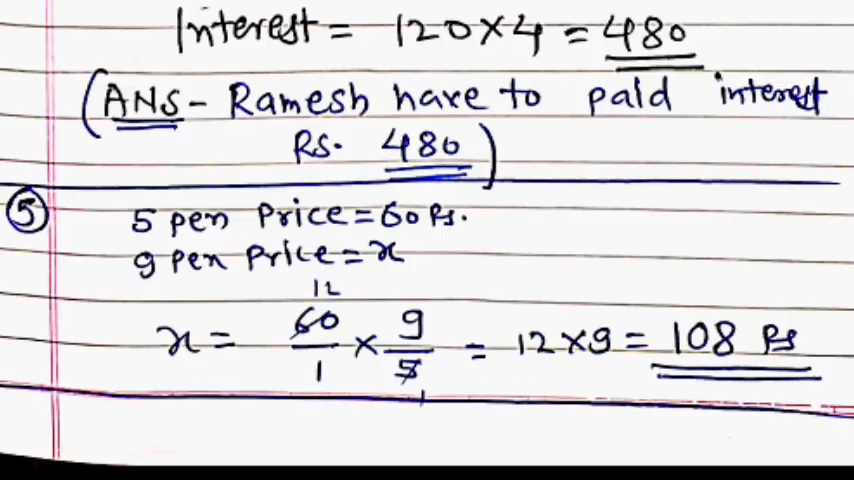 Interest = 120 × 4 = 480
(ANS - Ramesh have to paid interest
RS. 480)
⑤ 5 pen Price = 60 Rs.
9 pen Price = x
12
x = 60/1 × 9/5 = 12 × 9 = 108 Rs
1